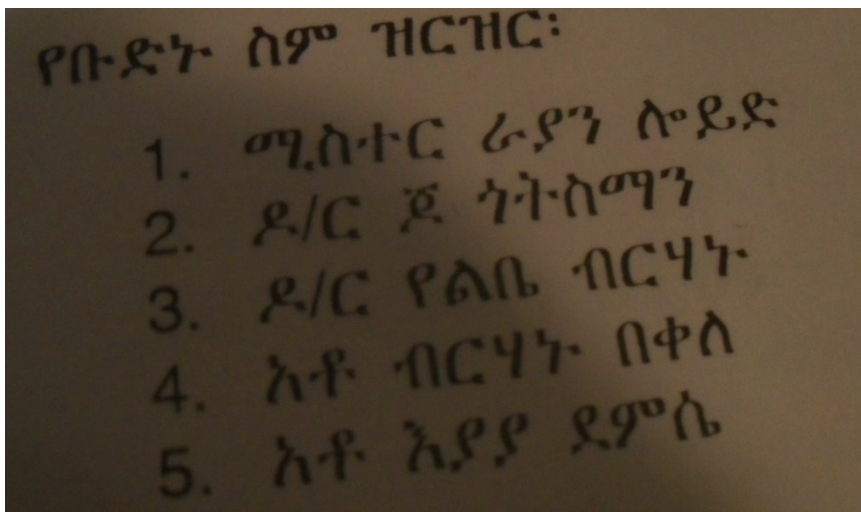 የቡድኑ ስም ዝርዝር፡
1. ሚስተር ራያን ሎይድ
2. ዶ/ር ጆ ጎትስማን
3. ዶ/ር የልቤ ብርሃኑ
4. አቶ ብርሃኑ በቀለ
5. አቶ እያያ ደምሴ